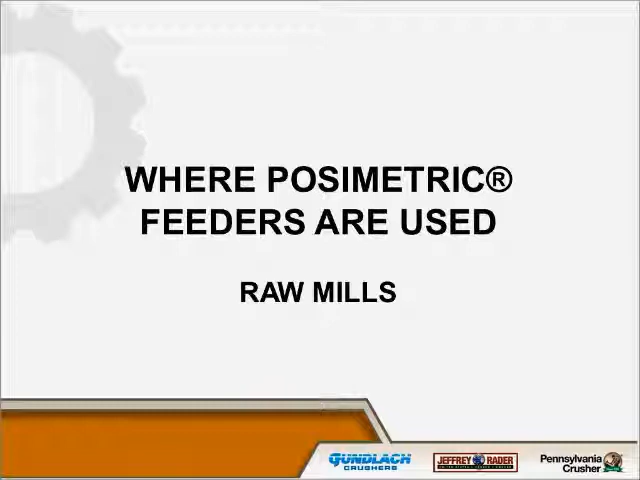 WHERE POSIMETRIC®
FEEDERS ARE USED
RAW MILLS
GUNDLACH
CRUSHERS
JEFFREY RADER
Pennsylvania
Crusher